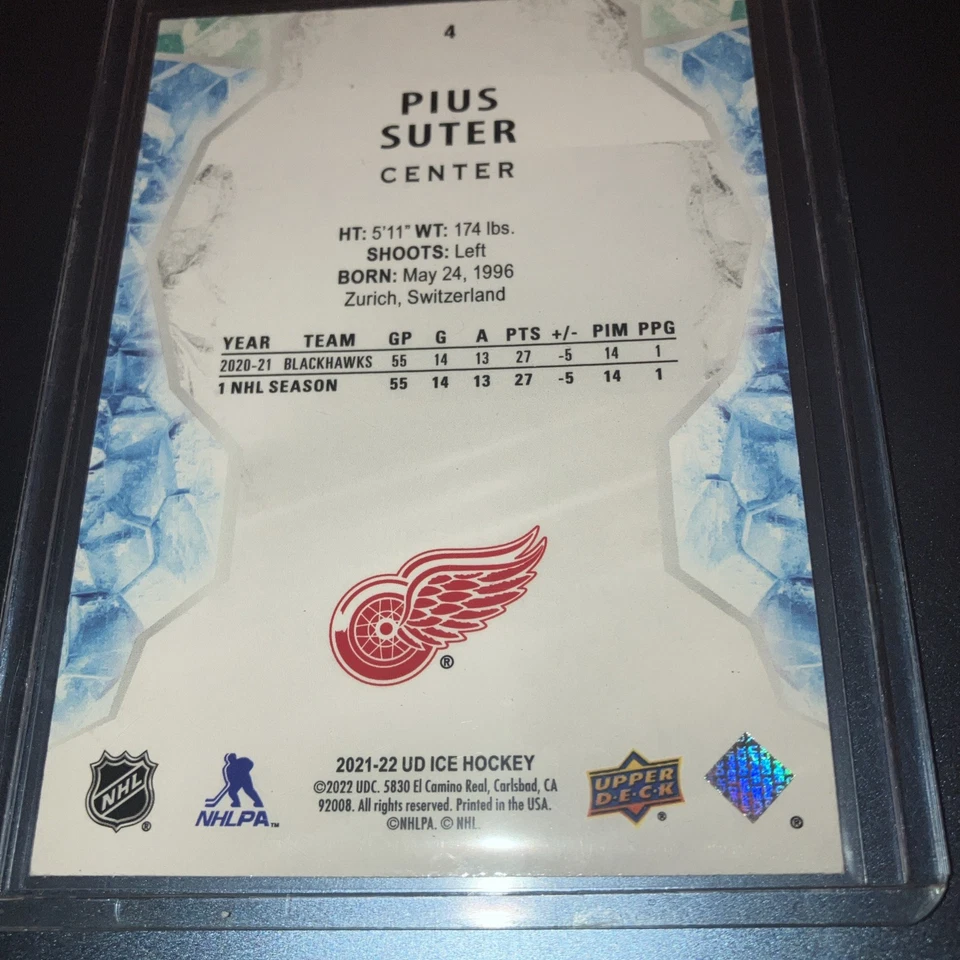 4
PIUS
SUTER
CENTER
HT: 5'11" WT: 174 lbs.
SHOOTS: Left
BORN: May 24, 1996
Zurich, Switzerland
YEAR TEAM GP G A PTS +/- PIM PPG
2020-21 BLACKHAWKS 55 14 13 27 -5 14 1
1 NHL SEASON 55 14 13 27 -5 14 1
®
2021-22 UD ICE HOCKEY
©2022 UDC. 5830 El Camino Real, Carlsbad, CA
92008. All rights reserved. Printed in the USA.
©NHLPA. © NHL.
NHL ®
NHLPA™
UPPER
D·E·C·K ®
®